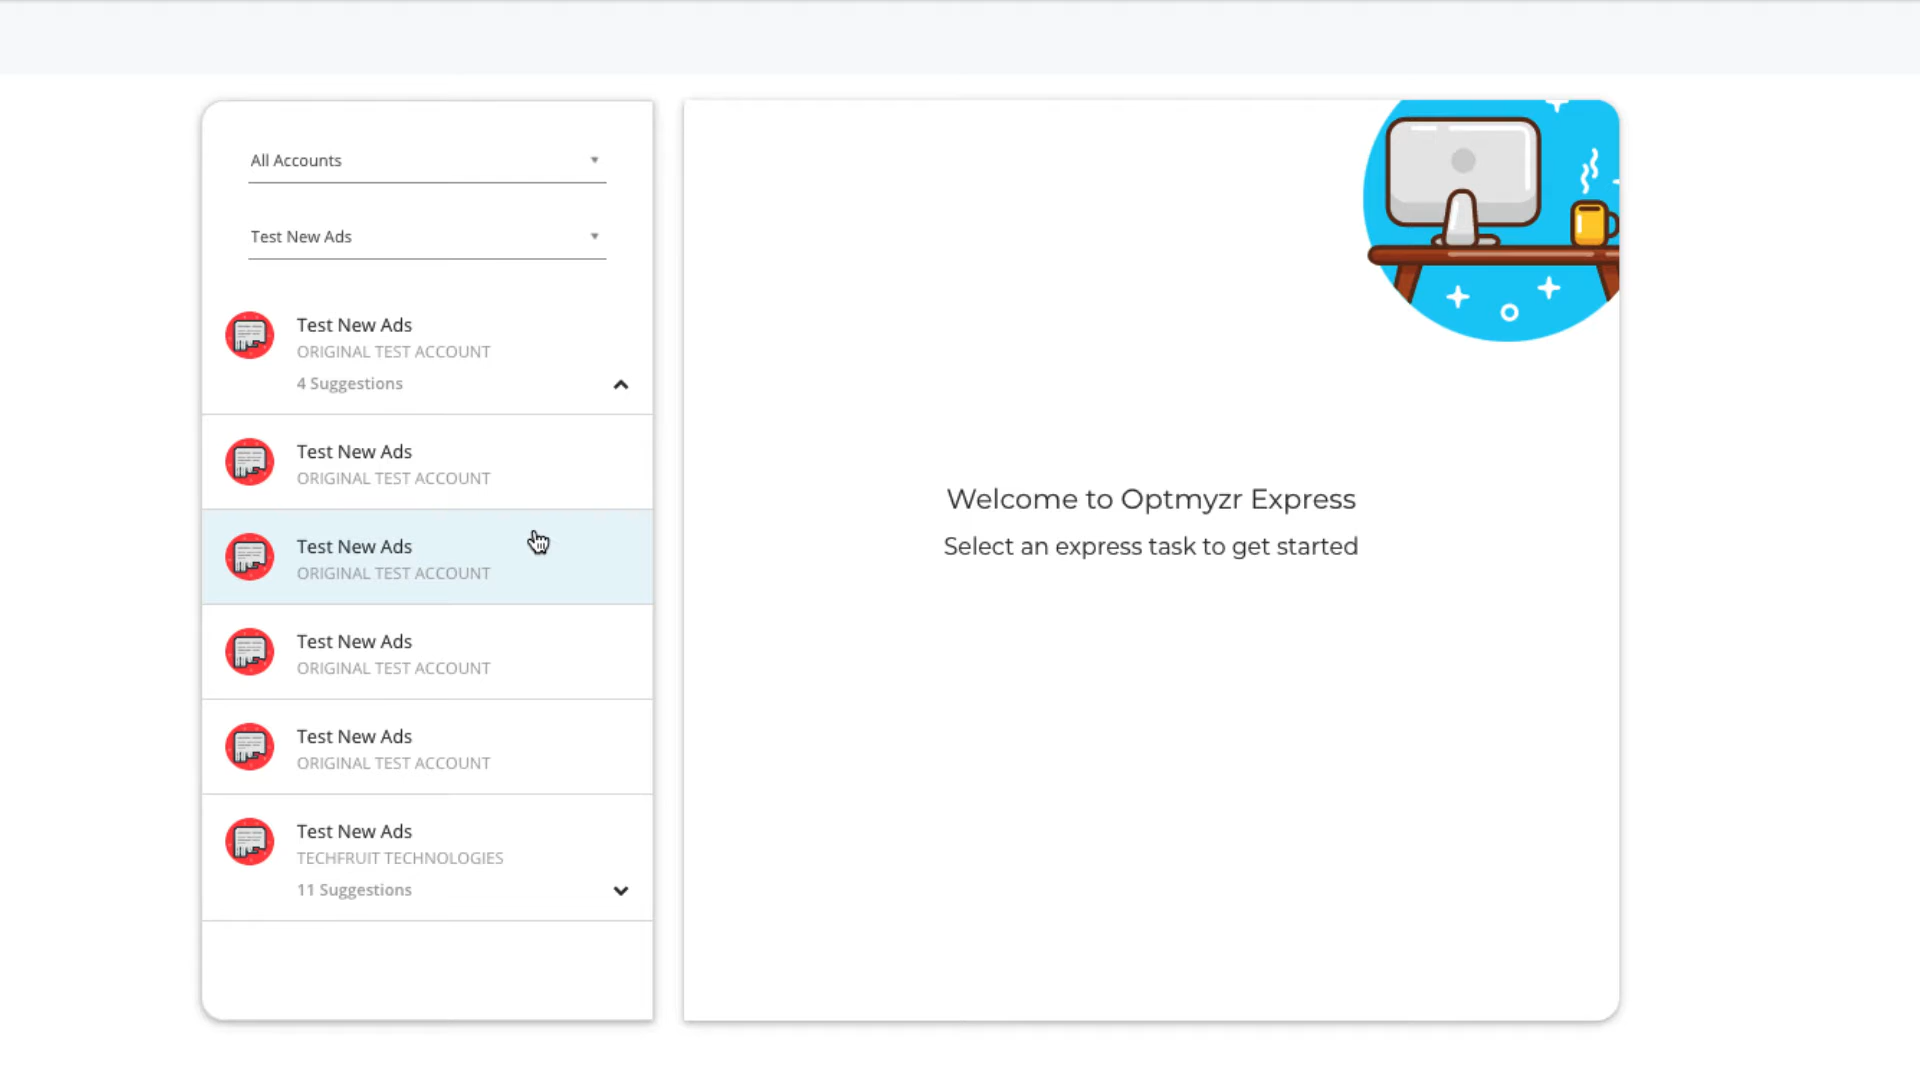 All Accounts
Test New Ads
Test New Ads
ORIGINAL TEST ACCOUNT
4 Suggestions
Test New Ads
ORIGINAL TEST ACCOUNT
Test New Ads
ORIGINAL TEST ACCOUNT
Test New Ads
ORIGINAL TEST ACCOUNT
Test New Ads
ORIGINAL TEST ACCOUNT
Test New Ads
TECHFRUIT TECHNOLOGIES
11 Suggestions
Welcome to Optmyzr Express
Select an express task to get started